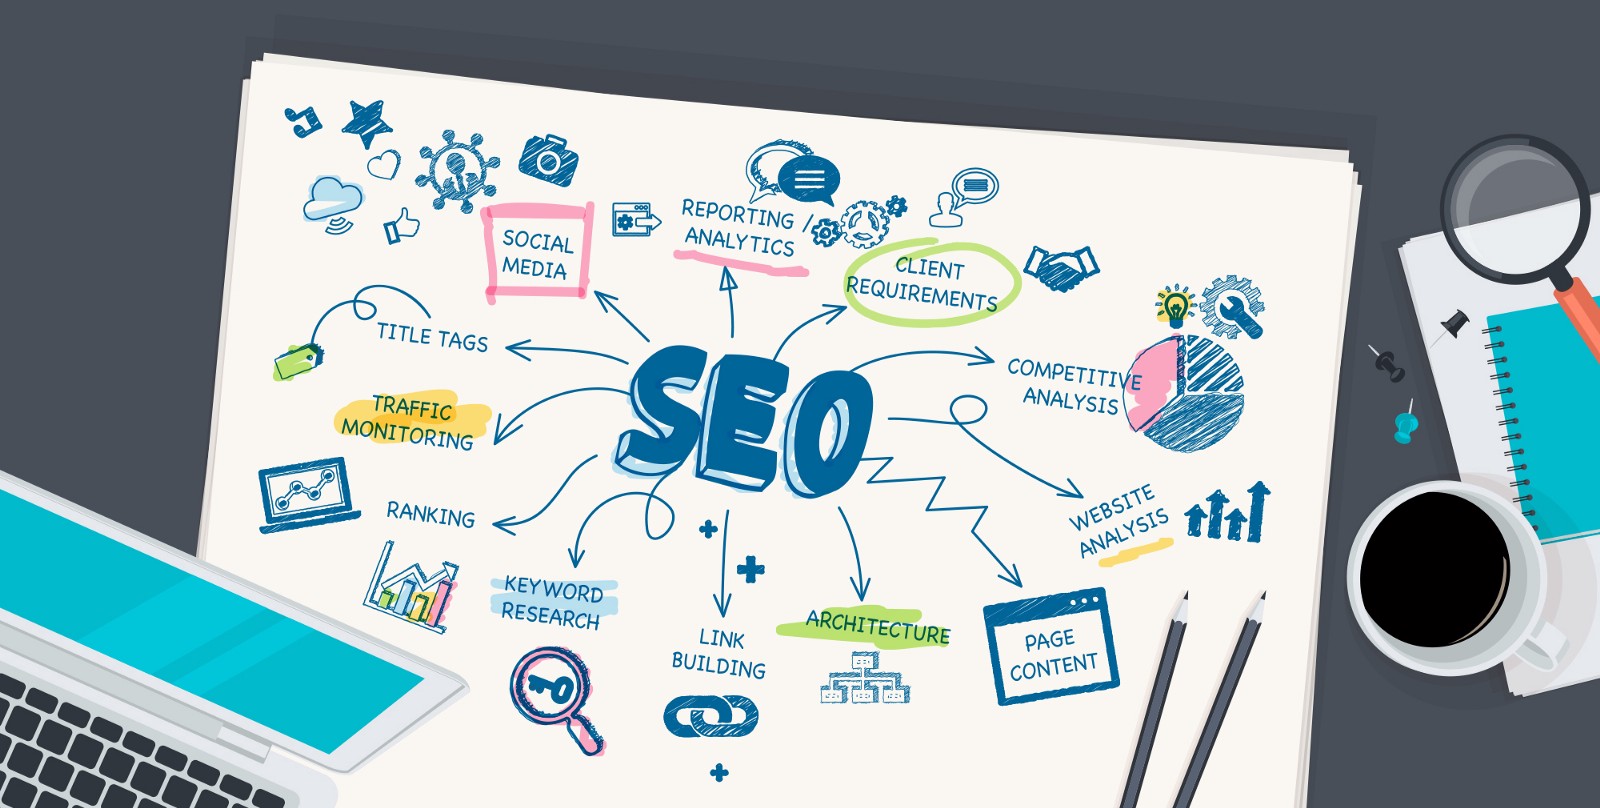 SOCIAL
MEDIA
REPORTING /
ANALYTICS
CLIENT
REQUIREMENTS
TITLE TAGS
COMPETITIVE
ANALYSIS
TRAFFIC
MONITORING
SEO
RANKING
WEBSITE
ANALYSIS
KEYWORD
RESEARCH
LINK
BUILDING
ARCHITECTURE
PAGE
CONTENT